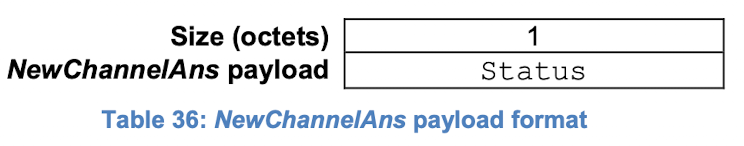 Size (octets) 1
NewChannelAns payload Status
Table 36: NewChannelAns payload format